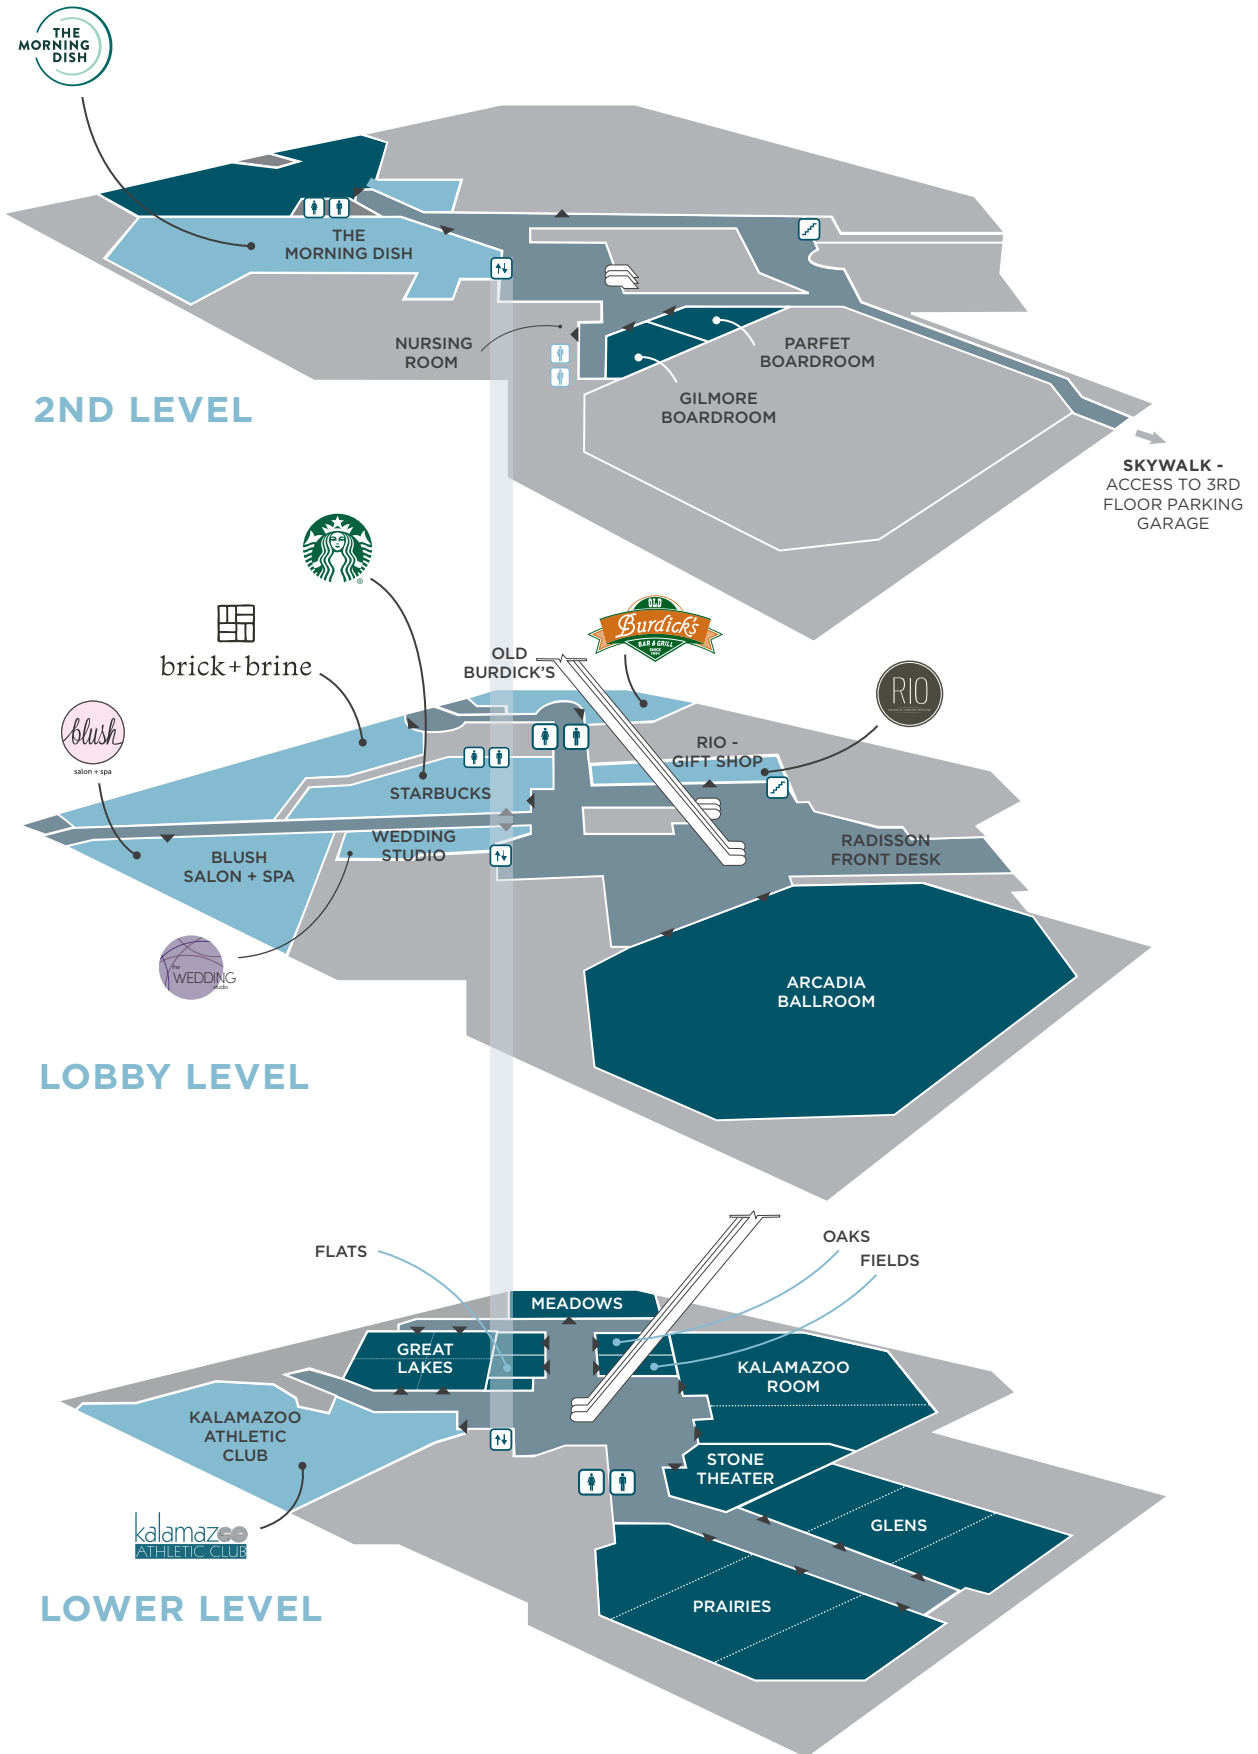 THE
MORNING
DISH
THE
MORNING DISH
NURSING
ROOM
PARFET
BOARDROOM
GILMORE
BOARDROOM
2ND LEVEL
SKYWALK -
ACCESS TO 3RD
FLOOR PARKING
GARAGE
brick+brine
OLD
Burdick's
BAR & GRILL
SINCE
OLD
BURDICK'S
RIO
blush
salon + spa
RIO -
GIFT SHOP
STARBUCKS
WEDDING
STUDIO
BLUSH
SALON + SPA
RADISSON
FRONT DESK
the
WEDDING
studio
ARCADIA
BALLROOM
LOBBY LEVEL
FLATS
OAKS
FIELDS
MEADOWS
GREAT
LAKES
KALAMAZOO
ROOM
KALAMAZOO
ATHLETIC
CLUB
STONE
THEATER
GLENS
kalamazoo
ATHLETIC CLUB
PRAIRIES
LOWER LEVEL